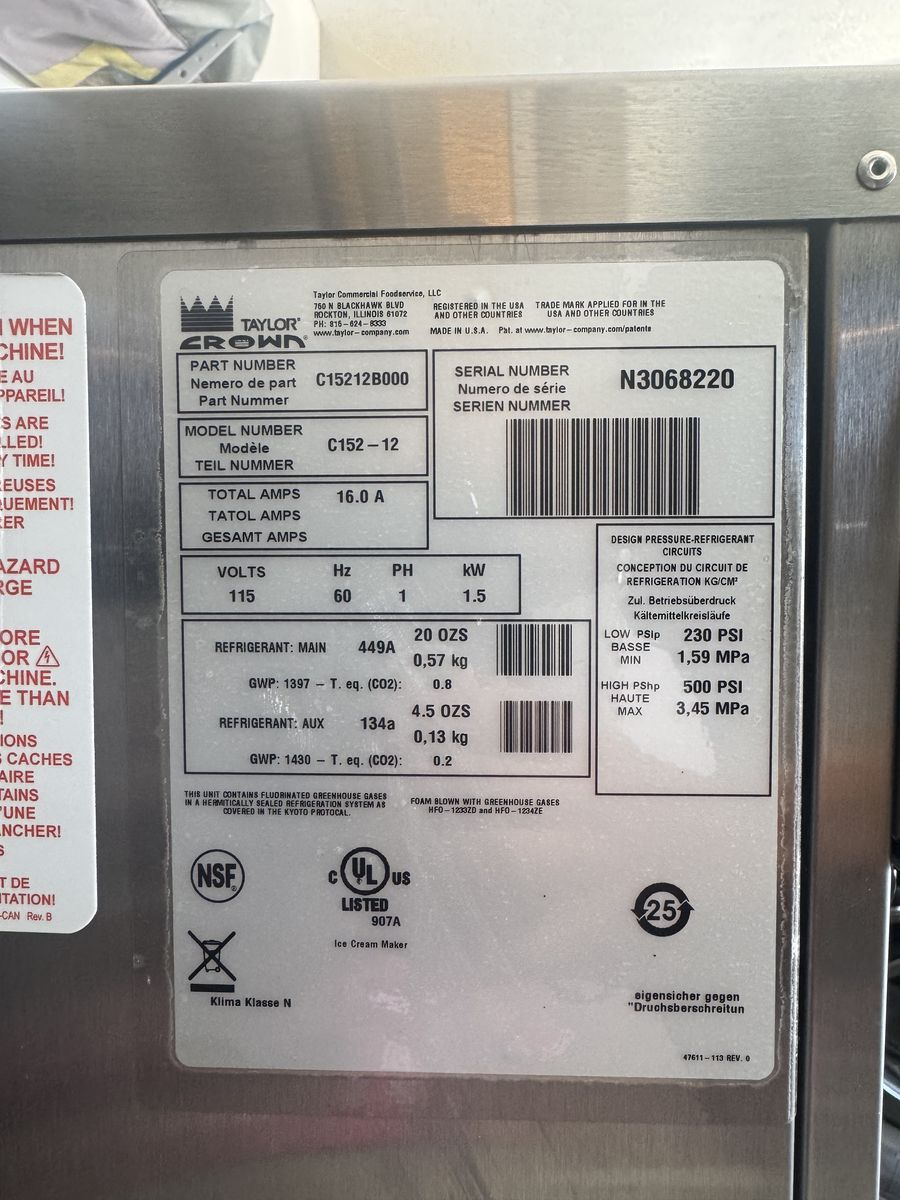 WHEN
CHINE!
E AU
PPAREIL!
S ARE
LLED!
Y TIME!
EUSES
QUEMENT!
ER
AZARD
RGE
ORE
OR
CHINE.
E THAN
!
IONS
S CACHES
AIRE
TAINS
'UNE
ANCHER!
S
T DE
TATION!
-CAN Rev. B
TAYLOR®
CROWN®
Taylor Commercial Foodservice, LLC
750 N BLACKHAWK BLVD
ROCKTON, ILLINOIS 61072
PH: 815-624-8333
www.taylor-company.com
REGISTERED IN THE USA
AND OTHER COUNTRIES
TRADE MARK APPLIED FOR IN THE
USA AND OTHER COUNTRIES
MADE IN U.S.A. Pat. at www.taylor-company.com/patents
PART NUMBER
Nemero de part
Part Nummer
C15212B000
MODEL NUMBER
Modèle
TEIL NUMMER
C152-12
TOTAL AMPS
TATOL AMPS
GESAMT AMPS
16.0 A
SERIAL NUMBER
Numero de série
SERIEN NUMMER
N3068220
VOLTS Hz PH kW
115 60 1 1.5
REFRIGERANT: MAIN 449A 20 OZS
0,57 kg
GWP: 1397 - T. eq. (CO2): 0.8
REFRIGERANT: AUX 134a 4.5 OZS
0,13 kg
GWP: 1430 - T. eq. (CO2): 0.2
DESIGN PRESSURE-REFRIGERANT
CIRCUITS
CONCEPTION DU CIRCUIT DE
REFRIGERATION KG/CM²
Zul. Betriebsüberdruck
Kältemittelkreisläufe
LOW PSIp 230 PSI
BASSE
MIN 1,59 MPa
HIGH PShp 500 PSI
HAUTE
MAX 3,45 MPa
THIS UNIT CONTAINS FLUDRINATED GREENHOUSE GASES
IN A HERMITICALLY SEALED REFRIGERATION SYSTEM AS
COVERED IN THE KYOTO PROTOCAL.
FOAM BLOWN WITH GREENHOUSE GASES
HFO-1233ZD and HFO-1234ZE
NSF®
C UL® US
LISTED
907A
Ice Cream Maker
25
Klima Klasse N
eigensicher gegen
"Druchsberschreitun
47611-113 REV. 0